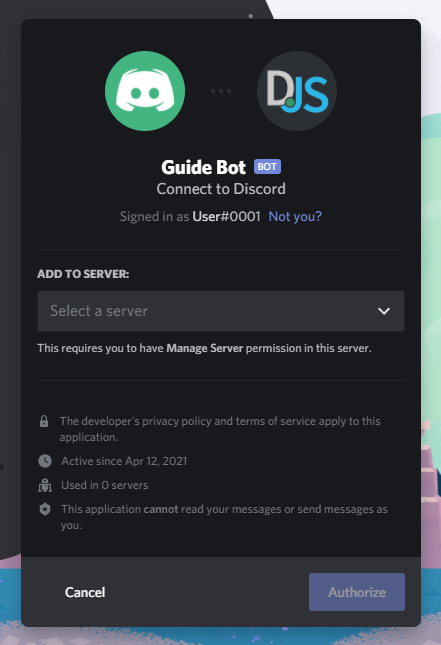 DJS
Guide Bot BOT
Connect to Discord
Signed in as User#0001 Not you?
ADD TO SERVER:
Select a server
This requires you to have Manage Server permission in this server.
The developer's privacy policy and terms of service apply to this
application.
Active since Apr 12, 2021
Used in 0 servers
This application cannot read your messages or send messages as
you.
Cancel Authorize